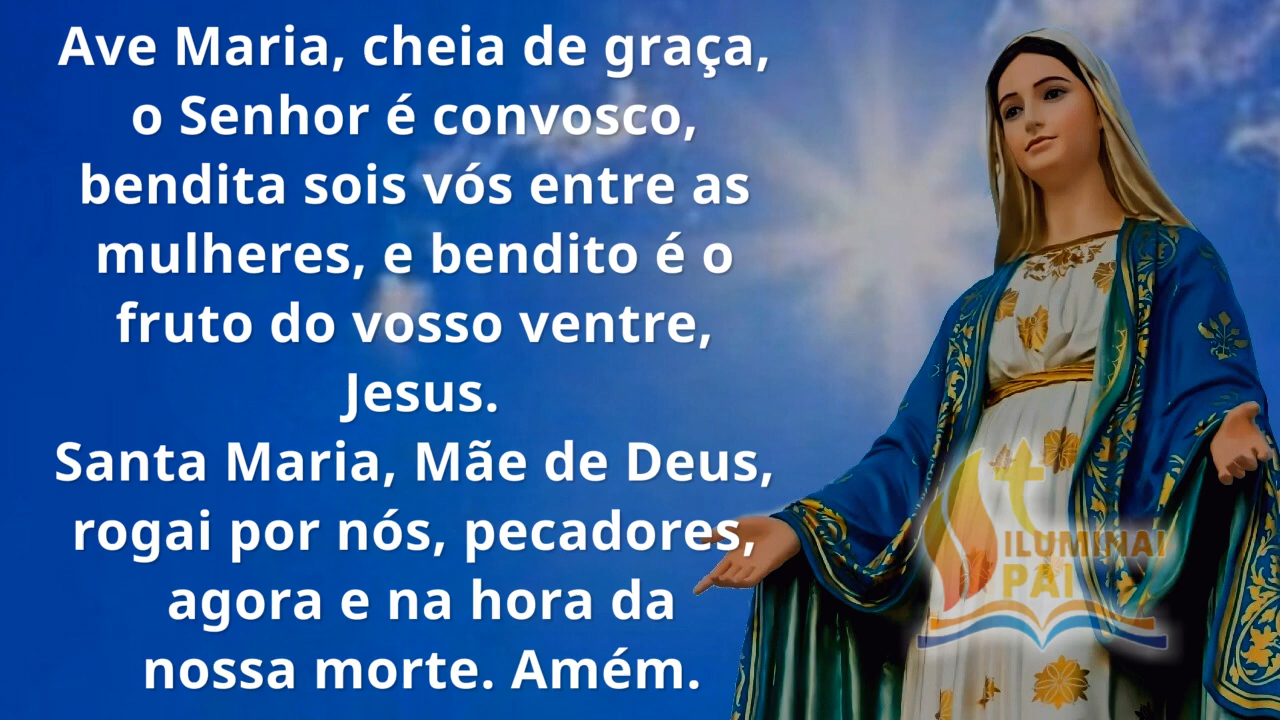 Ave Maria, cheia de graça,
o Senhor é convosco,
bendita sois vós entre as
mulheres, e bendito é o
fruto do vosso ventre,
Jesus.
Santa Maria, Mãe de Deus,
rogai por nós, pecadores,
agora e na hora da
nossa morte. Amém.
ILUMINAI
PAI